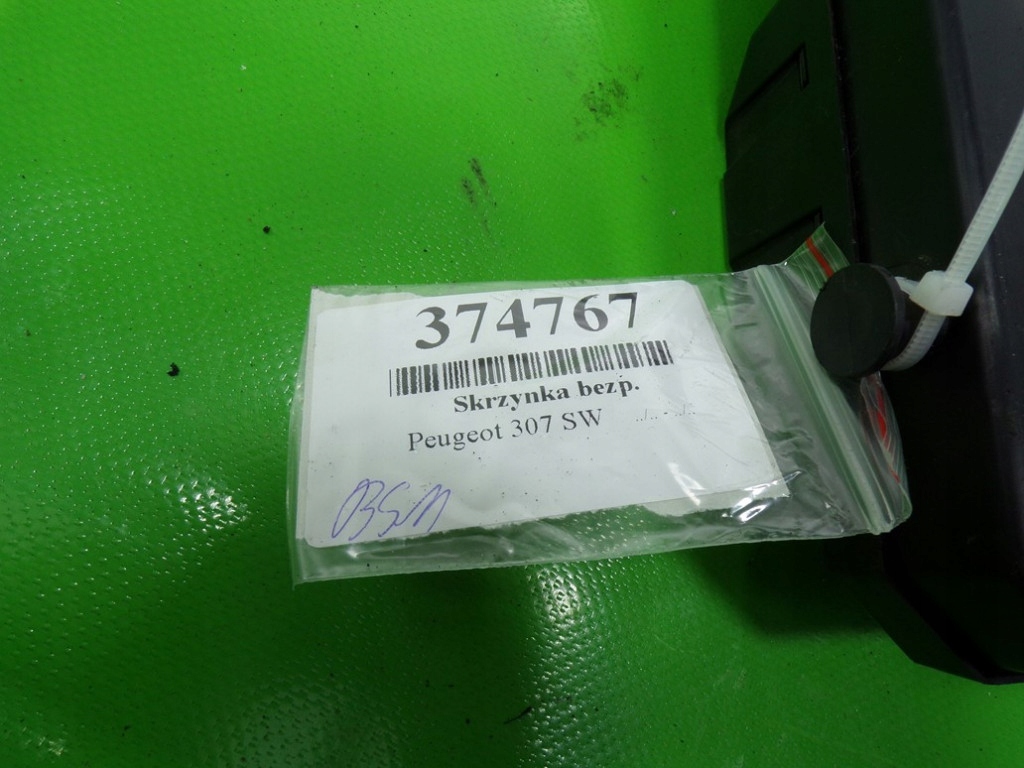 374767
Skrzynka bezp.
Peugeot 307 SW ../.. - ../..
BSM